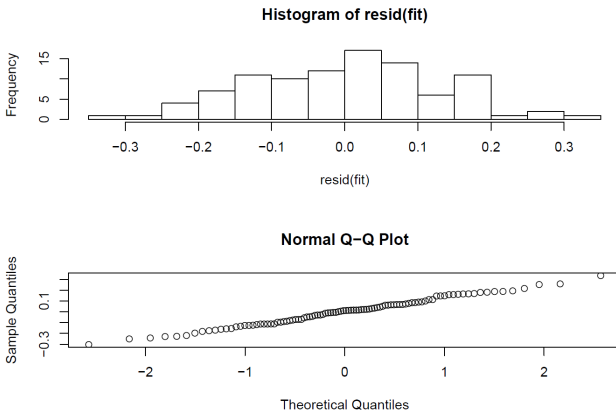 Histogram of resid(fit)
Frequency
15
5
0
−0.3 −0.2 −0.1 0.0 0.1 0.2 0.3
resid(fit)
Normal Q−Q Plot
Sample Quantiles
0.1
−0.3
−2 −1 0 1 2
Theoretical Quantiles